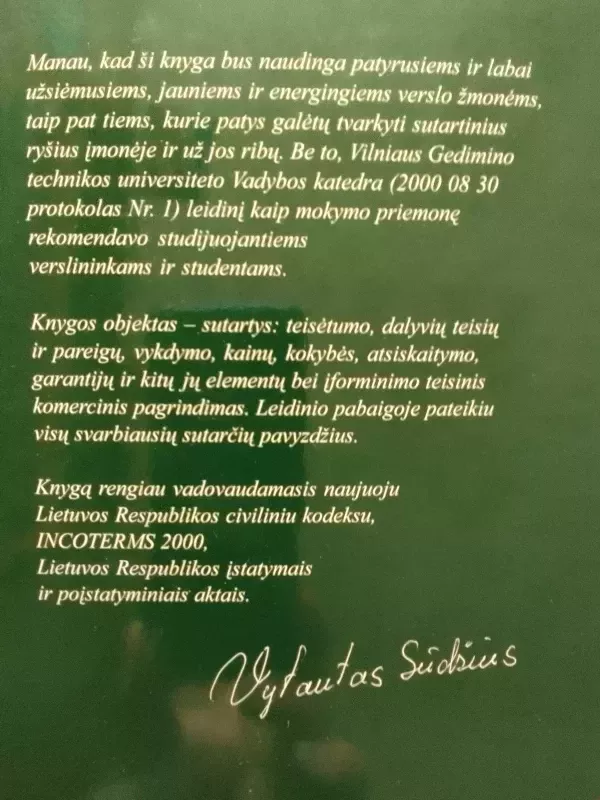 Manau, kad ši knyga bus naudinga patyrusiems ir labai
užsiėmusiems, jauniems ir energingiems verslo žmonėms,
taip pat tiems, kurie patys galėtų tvarkyti sutartinius
ryšius įmonėje ir už jos ribų. Be to, Vilniaus Gedimino
technikos universiteto Vadybos katedra (2000 08 30
protokolas Nr. 1) leidinį kaip mokymo priemonę
rekomendavo studijuojantiems
verslininkams ir studentams.
Knygos objektas – sutartys: teisėtumo, dalyvių teisių
ir pareigų, vykdymo, kainų, kokybės, atsiskaitymo,
garantijų ir kitų jų elementų bei įforminimo teisinis
komercinis pagrindimas. Leidinio pabaigoje pateikiu
visų svarbiausių sutarčių pavyzdžius.
Knygą rengiau vadovaudamasis naujuoju
Lietuvos Respublikos civiliniu kodeksu,
INCOTERMS 2000,
Lietuvos Respublikos įstatymais
ir poįstatyminiais aktais.
Vytautas Sūdžius